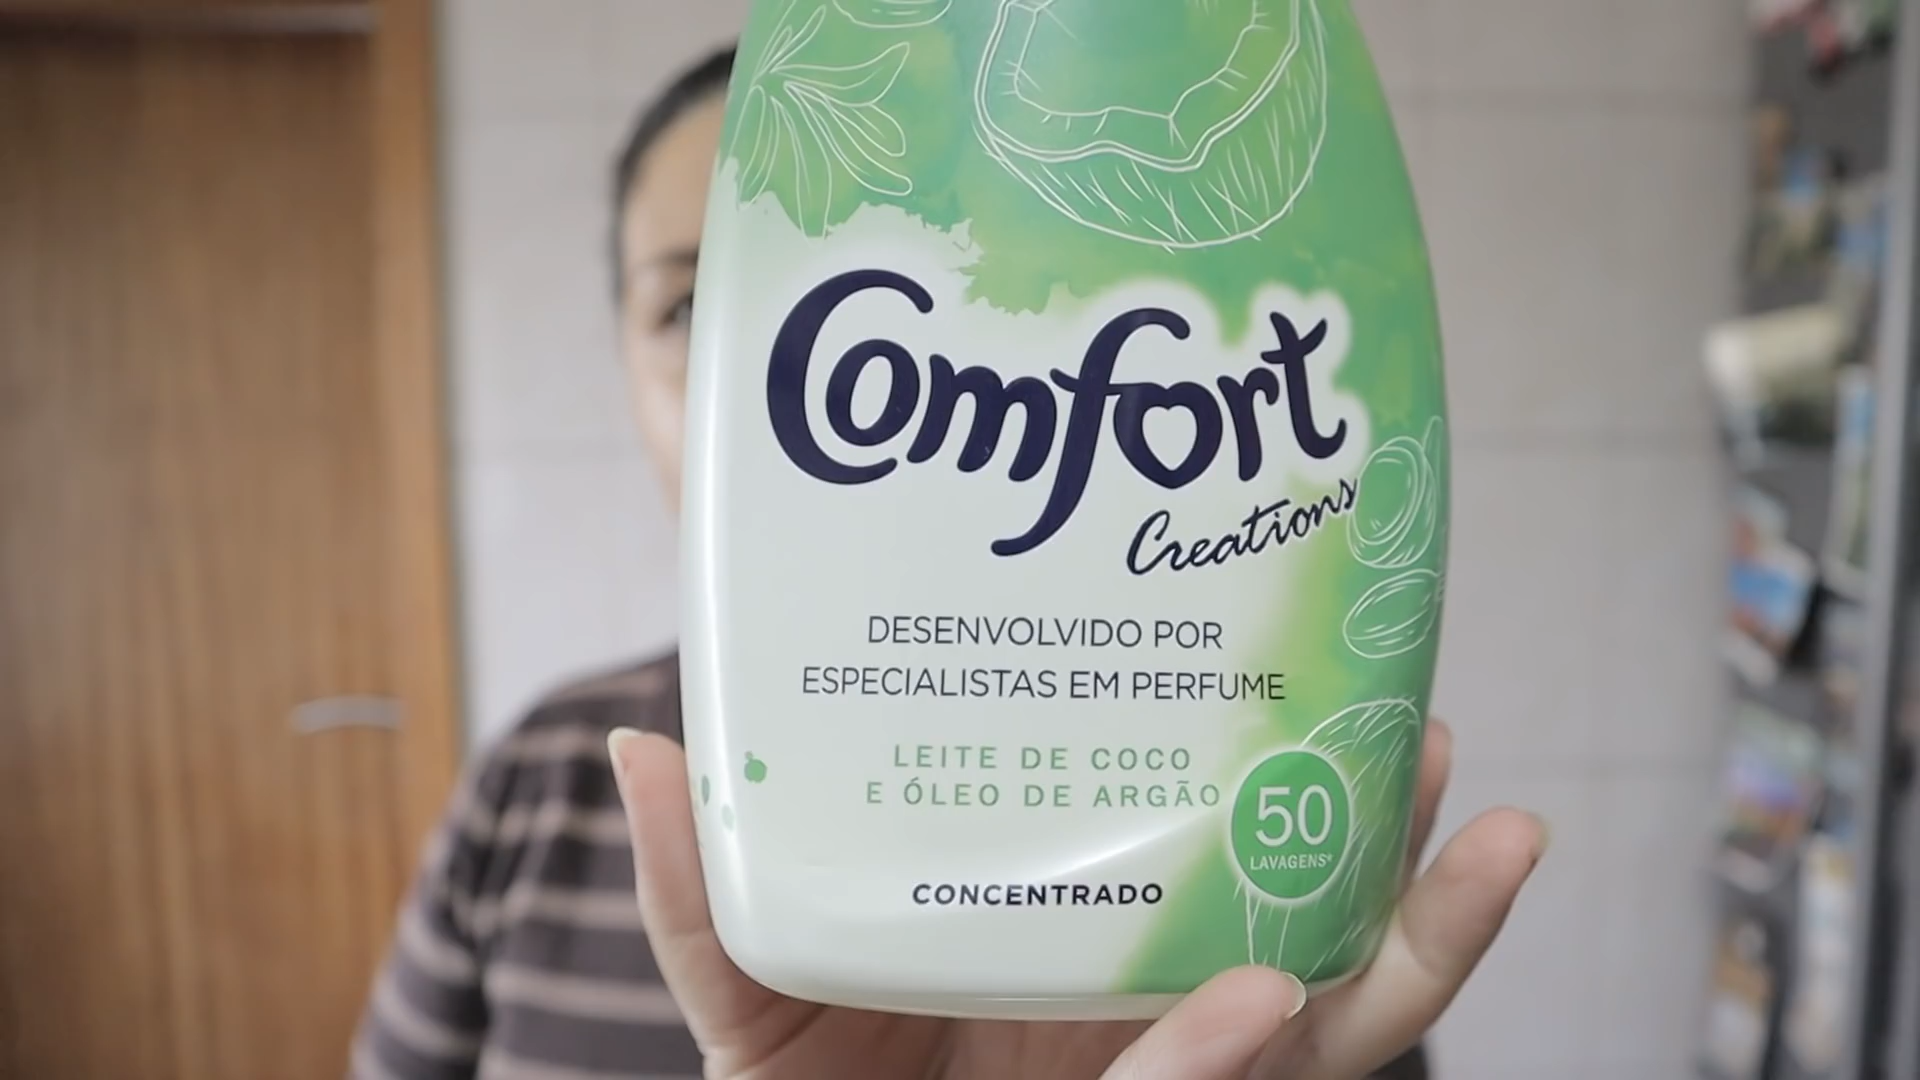 Comfort
Creations
DESENVOLVIDO POR
ESPECIALISTAS EM PERFUME
LEITE DE COCO
E ÓLEO DE ARGÃO
50
LAVAGENS*
CONCENTRADO